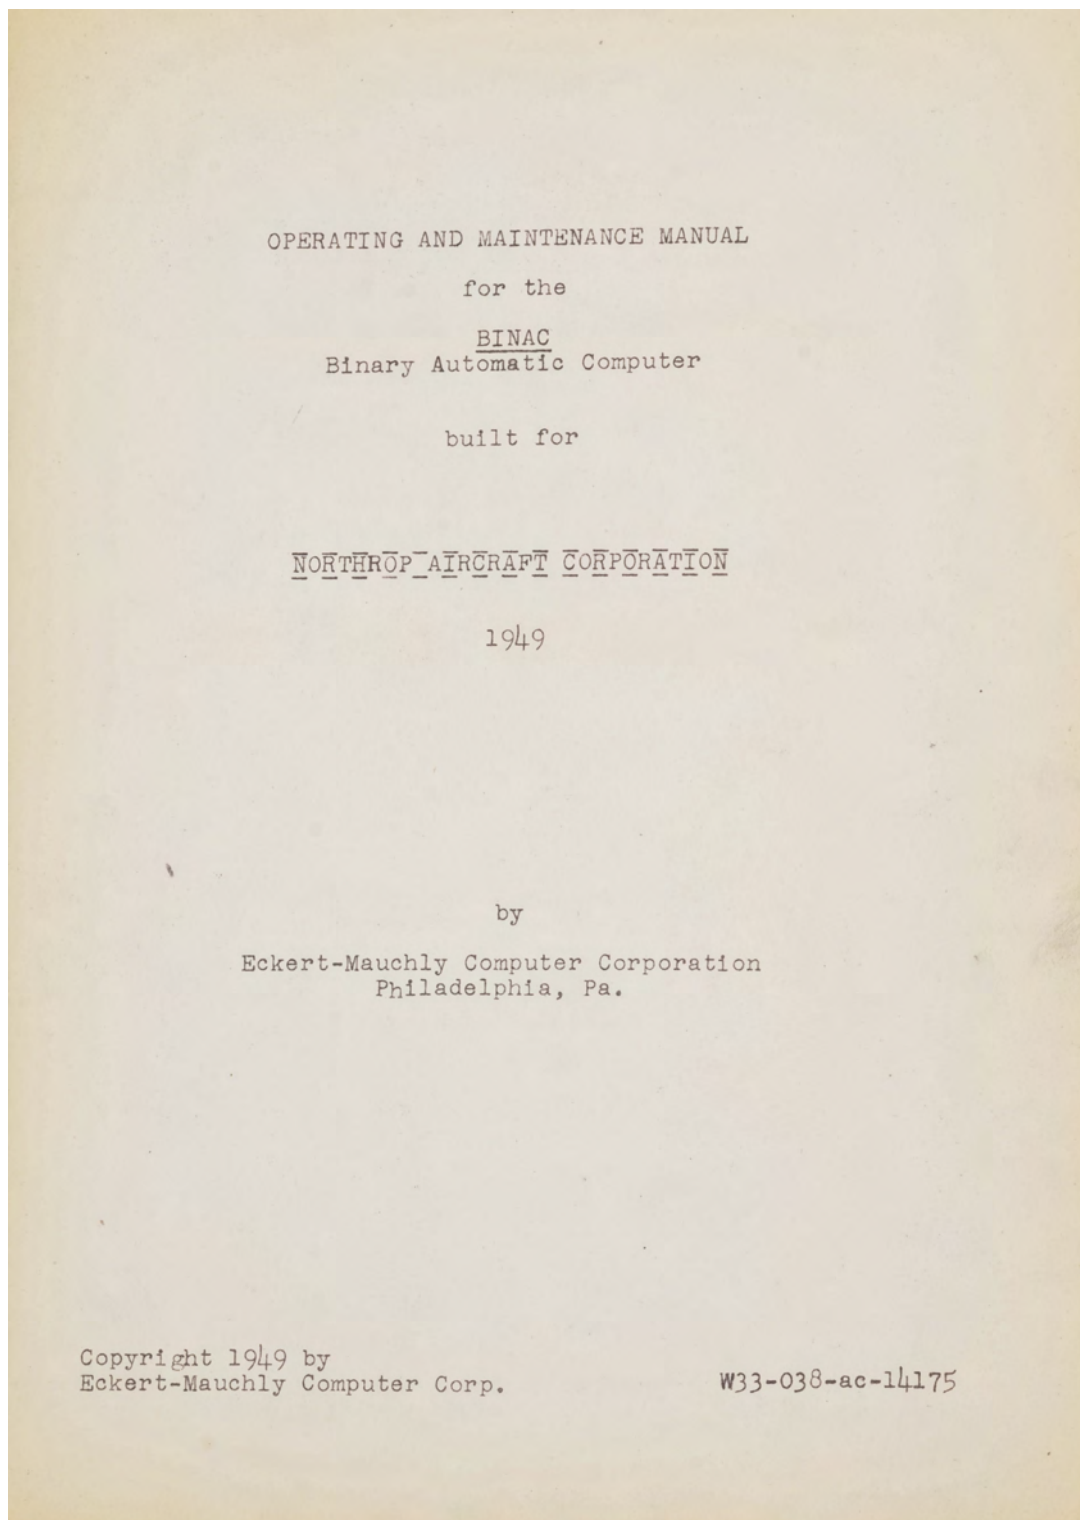 OPERATING AND MAINTENANCE MANUAL
for the
BINAC
Binary Automatic Computer
built for
NORTHROP AIRCRAFT CORPORATION
1949
by
Eckert-Mauchly Computer Corporation
Philadelphia, Pa.
Copyright 1949 by
Eckert-Mauchly Computer Corp.
W33-038-ac-14175